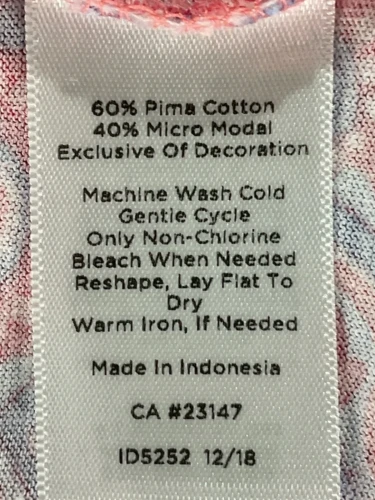 60% Pima Cotton
40% Micro Modal
Exclusive Of Decoration
Machine Wash Cold
Gentle Cycle
Only Non-Chlorine
Bleach When Needed
Reshape, Lay Flat To
Dry
Warm Iron, If Needed
Made In Indonesia
CA #23147
ID5252 12/18